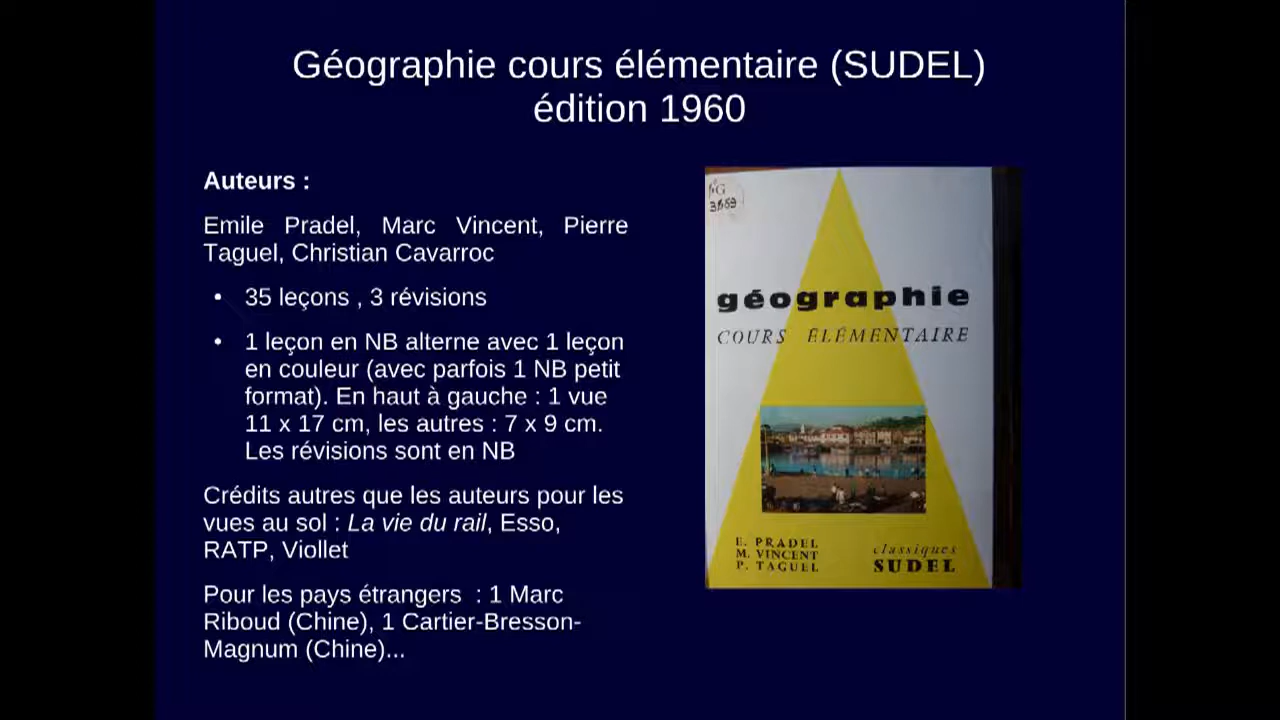 Géographie cours élémentaire (SUDEL)
édition 1960
Auteurs :
Emile Pradel, Marc Vincent, Pierre
Taguel, Christian Cavarroc
• 35 leçons , 3 révisions
• 1 leçon en NB alterne avec 1 leçon
en couleur (avec parfois 1 NB petit
format). En haut à gauche : 1 vue
11 x 17 cm, les autres : 7 x 9 cm.
Les révisions sont en NB
Crédits autres que les auteurs pour les
vues au sol : La vie du rail, Esso,
RATP, Viollet
Pour les pays étrangers  : 1 Marc
Riboud (Chine), 1 Cartier-Bresson-
Magnum (Chine)...
géographie
COURS ÉLÉMENTAIRE
E. PRADEL
M. VINCENT
P. TAGUEL
classiques
SUDEL